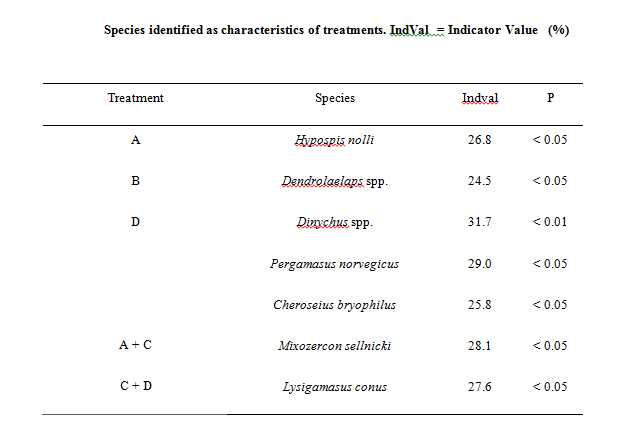 Species identified as characteristics of treatments. IndVal = Indicator Value (%)
Treatment Species Indval P
A Hypospis nolli 26.8 < 0.05
B Dendrolaelaps spp. 24.5 < 0.05
D Dinychus spp. 31.7 < 0.01
Pergamasus norvegicus 29.0 < 0.05
Cheroseius bryophilus 25.8 < 0.05
A + C Mixozercon sellnicki 28.1 < 0.05
C + D Lysigamasus conus 27.6 < 0.05